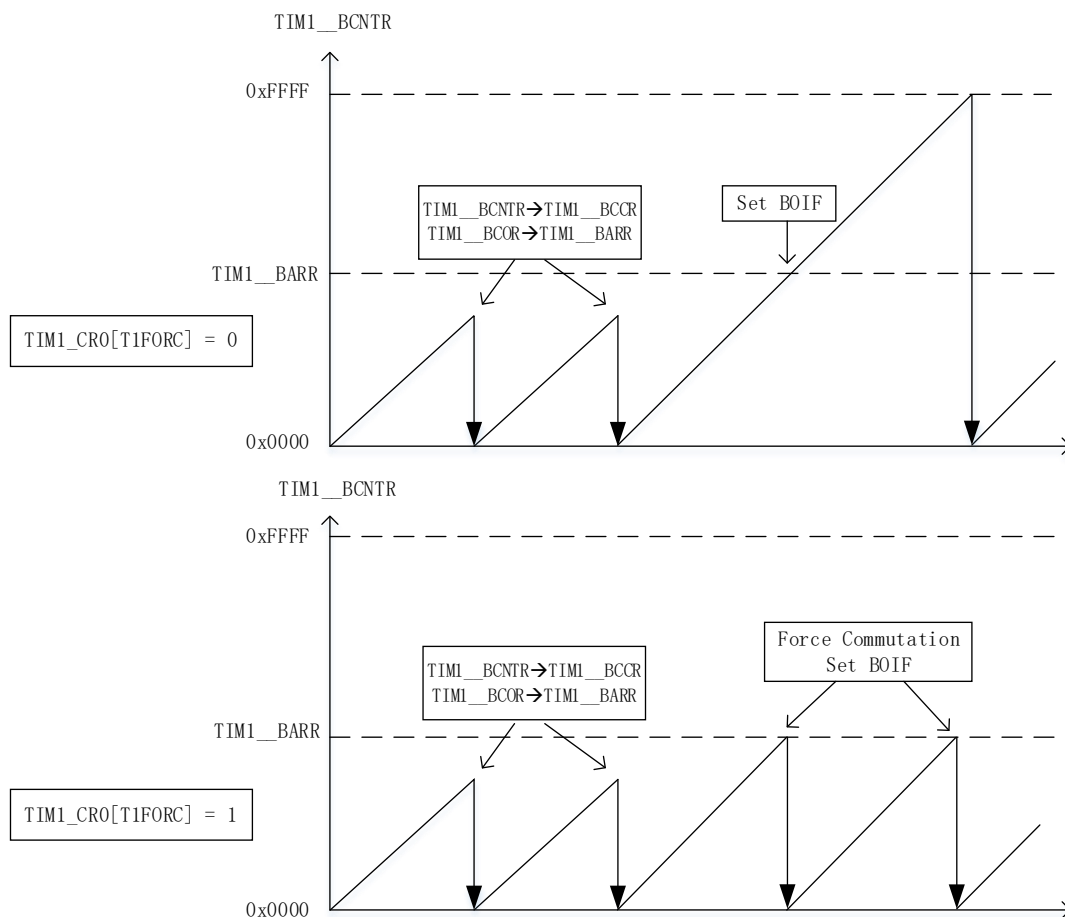 TIM1__BCNTR
0xFFFF
TIM1__BCNTR→TIM1__BCCR
TIM1__BCOR→TIM1__BARR
Set BOIF
TIM1__BARR
TIM1_CR0[T1FORC] = 0
0x0000
TIM1__BCNTR
0xFFFF
Force Commutation
Set BOIF
TIM1__BCNTR→TIM1__BCCR
TIM1__BCOR→TIM1__BARR
TIM1__BARR
TIM1_CR0[T1FORC] = 1
0x0000